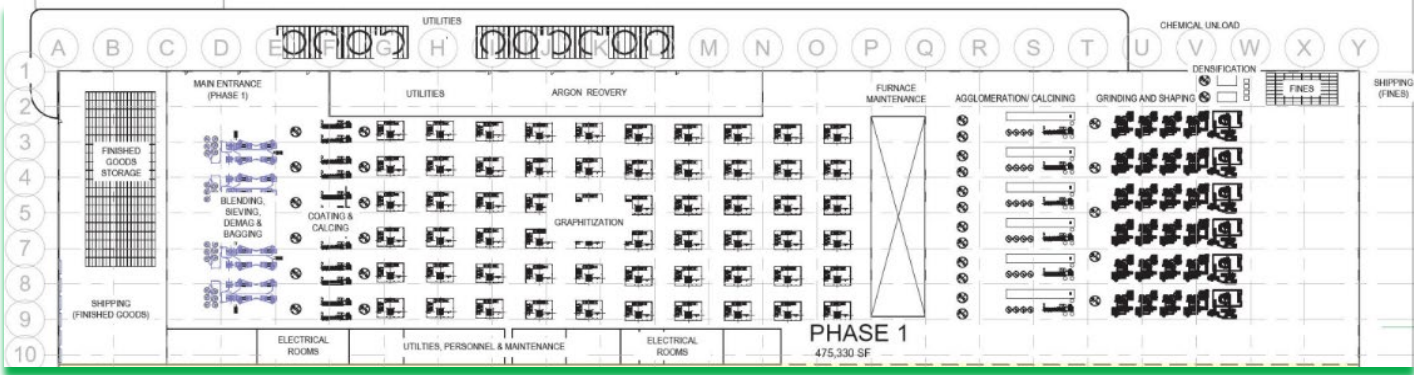 UTILITIES
CHEMICAL UNLOAD
A B C D E F G H I J K L M N O P Q R S T U V W X Y
1
DENSIFICATION
MAIN ENTRANCE
(PHASE 1)
UTILITIES
ARGON REOVERY
FURNACE
MAINTENANCE
AGGLOMERATION/ CALCINING
GRINDING AND SHAPING
FINES
SHIPPING
(FINES)
2
3
FINISHED
GOODS
STORAGE
4
BLENDING,
SIEVING,
DEMAG &
BAGGING
5
COATING &
CALCING
GRAPHITIZATION
7
8
SHIPPING
(FINISHED GOODS)
9
ELECTRICAL
ROOMS
UTILTIES, PERSONNEL & MAINTENANCE
ELECTRICAL
ROOMS
PHASE 1
475,330 SF
10